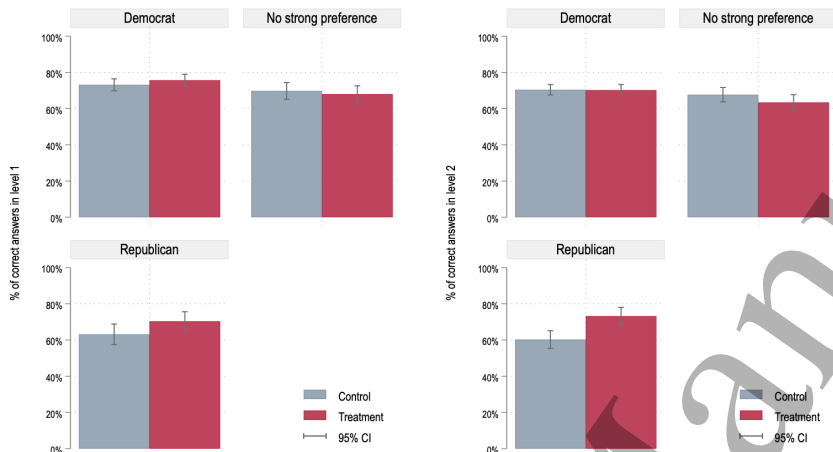 Democrat
No strong preference
100%
80%
60%
40%
20%
0%
% of correct answers in level 1
Republican
100%
80%
60%
40%
20%
0%
Control
Treatment
95% CI
Democrat
No strong preference
100%
80%
60%
40%
20%
0%
% of correct answers in level 2
Republican
100%
80%
60%
40%
20%
0%
Control
Treatment
95% CI